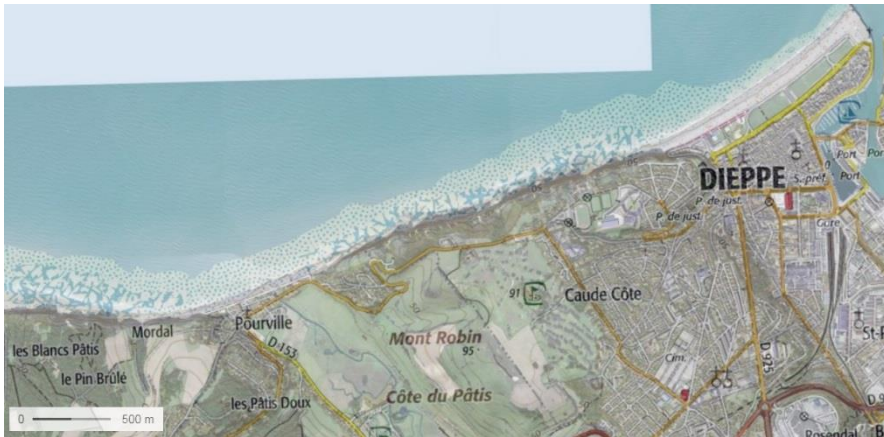 DIEPPE
Port
Port
S.préf.
P. de just.
P. de just.
Gare
91
Caude Côte
Pourville
Mordal
Mont Robin
95
les Blancs Pâtis
D 153
le Pin Brûlé
Cim.
D 925
Côte du Pâtis
les Pâtis Doux
0
500 m
Rosendal